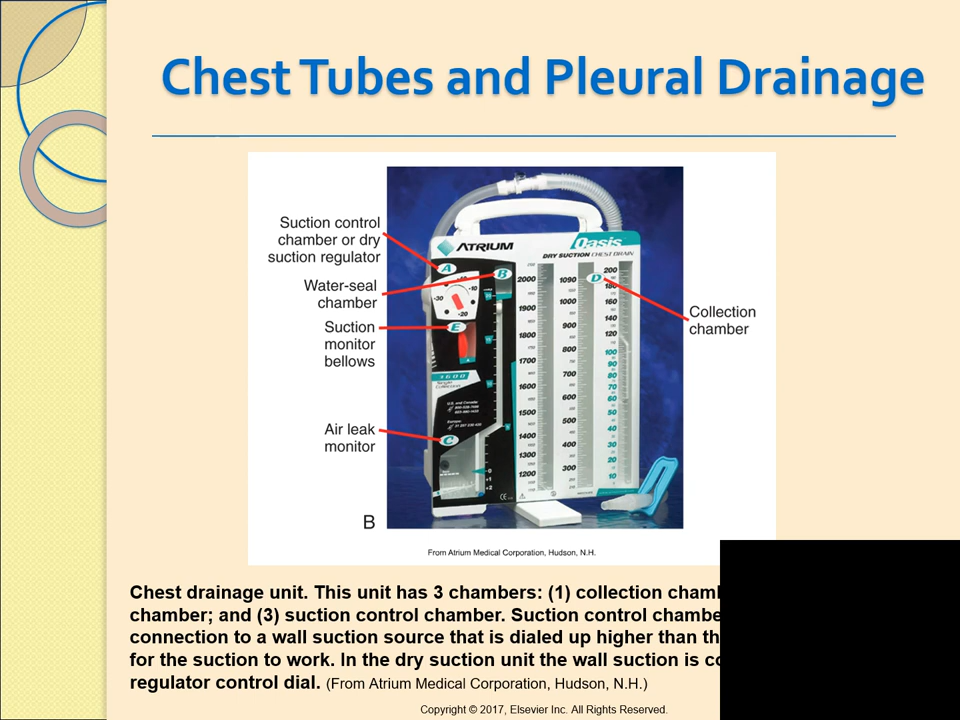 Chest Tubes and Pleural Drainage
Suction control
chamber or dry
suction regulator
Water-seal
chamber
Suction
monitor
bellows
Air leak
monitor
Collection
chamber
ATRIUM
Oasis
DRY SUCTION CHEST DRAIN
A
B
C
D
E
-10
-20
-30
2000
1900
1800
1700
1600
1500
1400
1300
1200
1090
1000
900
800
700
600
500
400
300
200
180
160
140
120
100
90
80
70
60
50
40
30
20
10
0
+1
+2
B
From Atrium Medical Corporation, Hudson, N.H.
Chest drainage unit. This unit has 3 chambers: (1) collection
chamber; and (3) suction control chamber. Suction control
connection to a wall suction source that is dialed up higher than
for the suction to work. In the dry suction unit the wall suction is
regulator control dial. (From Atrium Medical Corporation, Hudson, N.H.)
Copyright © 2017, Elsevier Inc. All Rights Reserved.